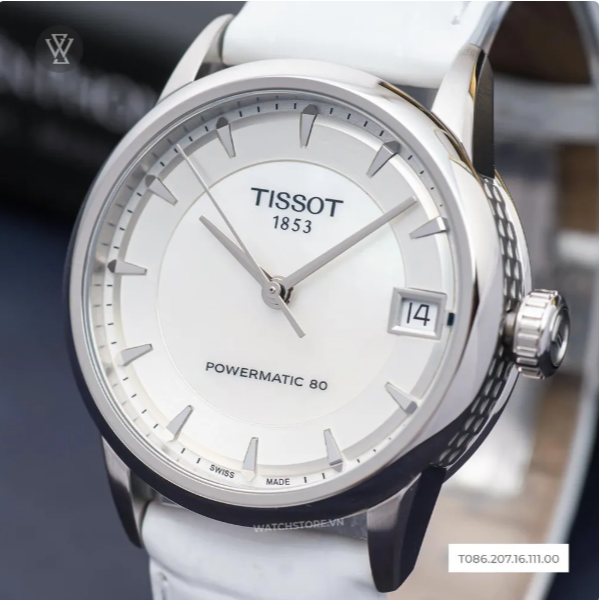 TISSOT
1853
14
POWERMATIC 80
SWISS MADE
WATCHSTORE.VN
T086.207.16.111.00